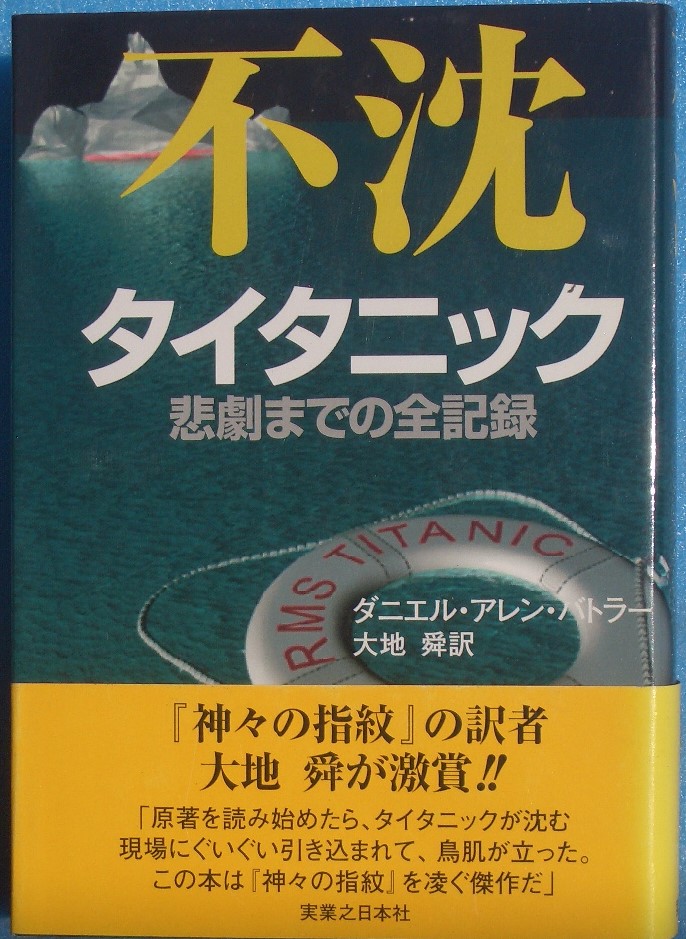 不沈
タイタニック
悲劇までの全記録
RMS TITANIC
ダニエル・アレン・バトラー
大地 舜訳
『神々の指紋』の訳者
大地 舜が激賞!!
「原著を読み始めたら、タイタニックが沈む
現場にぐいぐい引き込まれて、鳥肌が立った。
この本は『神々の指紋』を凌ぐ傑作だ」
実業之日本社